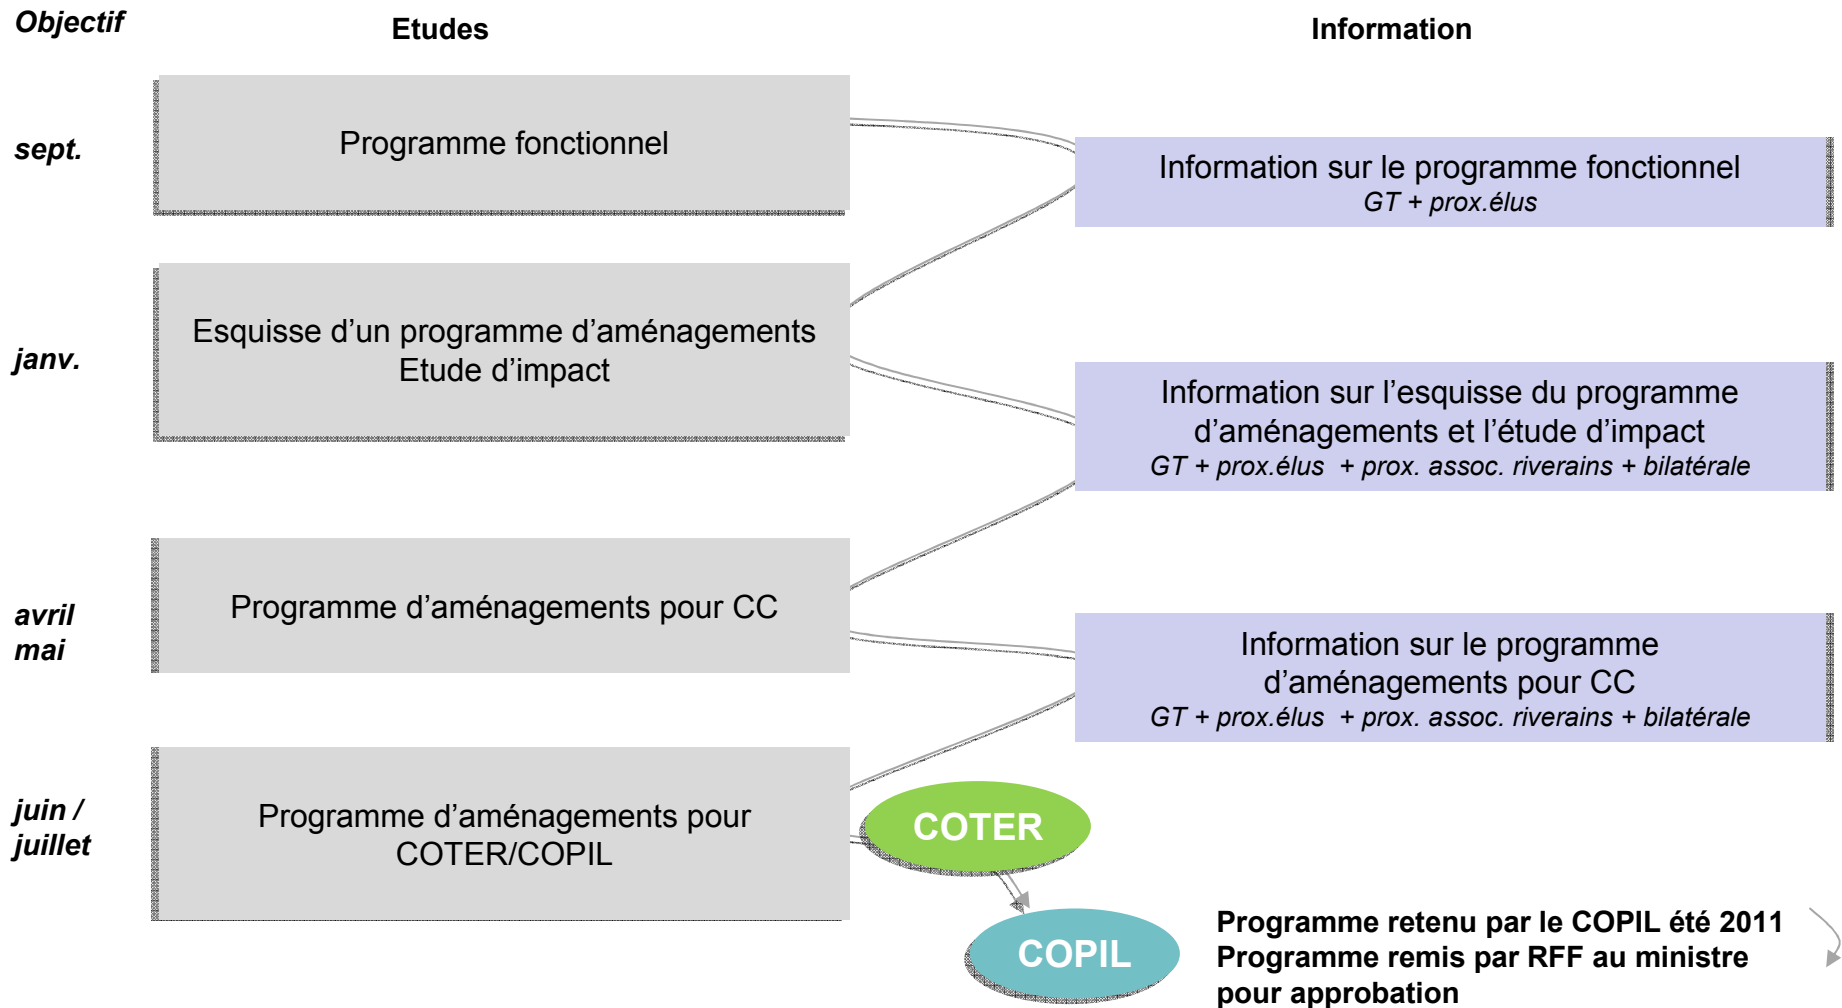 Objectif
Etudes
Information
sept.
Programme fonctionnel
Information sur le programme fonctionnel
GT + prox.élus
janv.
Esquisse d’un programme d’aménagements
Etude d’impact
Information sur l’esquisse du programme
d’aménagements et l’étude d’impact
GT + prox.élus + prox. assoc. riverains + bilatérale
avril
mai
Programme d’aménagements pour CC
Information sur le programme
d’aménagements pour CC
GT + prox.élus + prox. assoc. riverains + bilatérale
juin /
juillet
Programme d’aménagements pour
COTER/COPIL
COTER
COPIL
Programme retenu par le COPIL été 2011
Programme remis par RFF au ministre
pour approbation